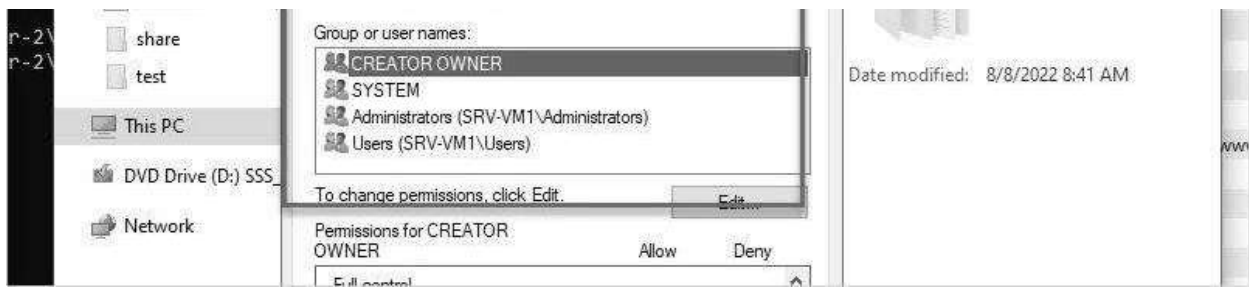 r-2\
r-2\
share
test
This PC
DVD Drive (D:) SSS_
Network
Group or user names:
CREATOR OWNER
SYSTEM
Administrators (SRV-VM1\Administrators)
Users (SRV-VM1\Users)
To change permissions, click Edit.
Edit...
Permissions for CREATOR
OWNER
Allow
Deny
Full control
Date modified: 8/8/2022 8:41 AM